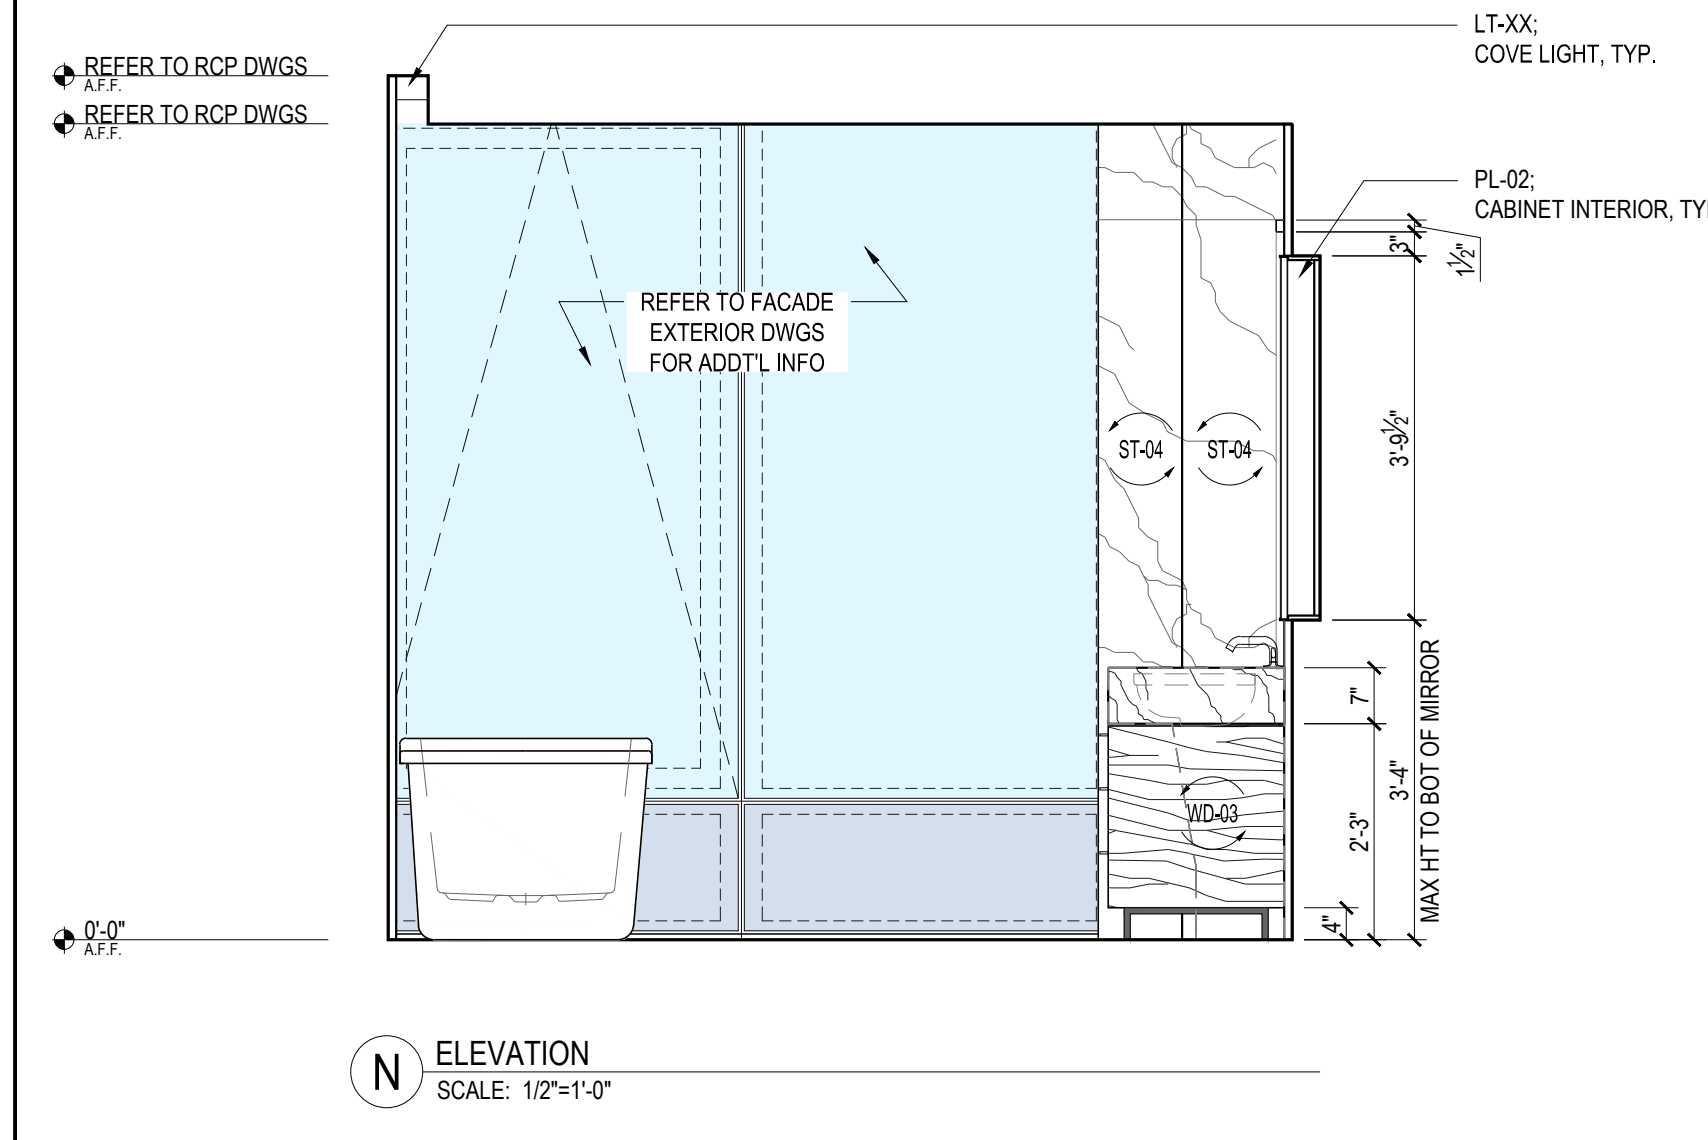 LT-XX;
COVE LIGHT, TYP.
REFER TO RCP DWGS
A.F.F.
REFER TO RCP DWGS
A.F.F.
PL-02;
CABINET INTERIOR, TY
3"
1½"
REFER TO FACADE
EXTERIOR DWGS
FOR ADDT'L INFO
3'-9½"
ST-04
ST-04
7"
3'-4"
MAX HT TO BOT OF MIRROR
2'-3"
WD-03
4"
0'-0"
A.F.F.
N
ELEVATION
SCALE: 1/2"=1'-0"